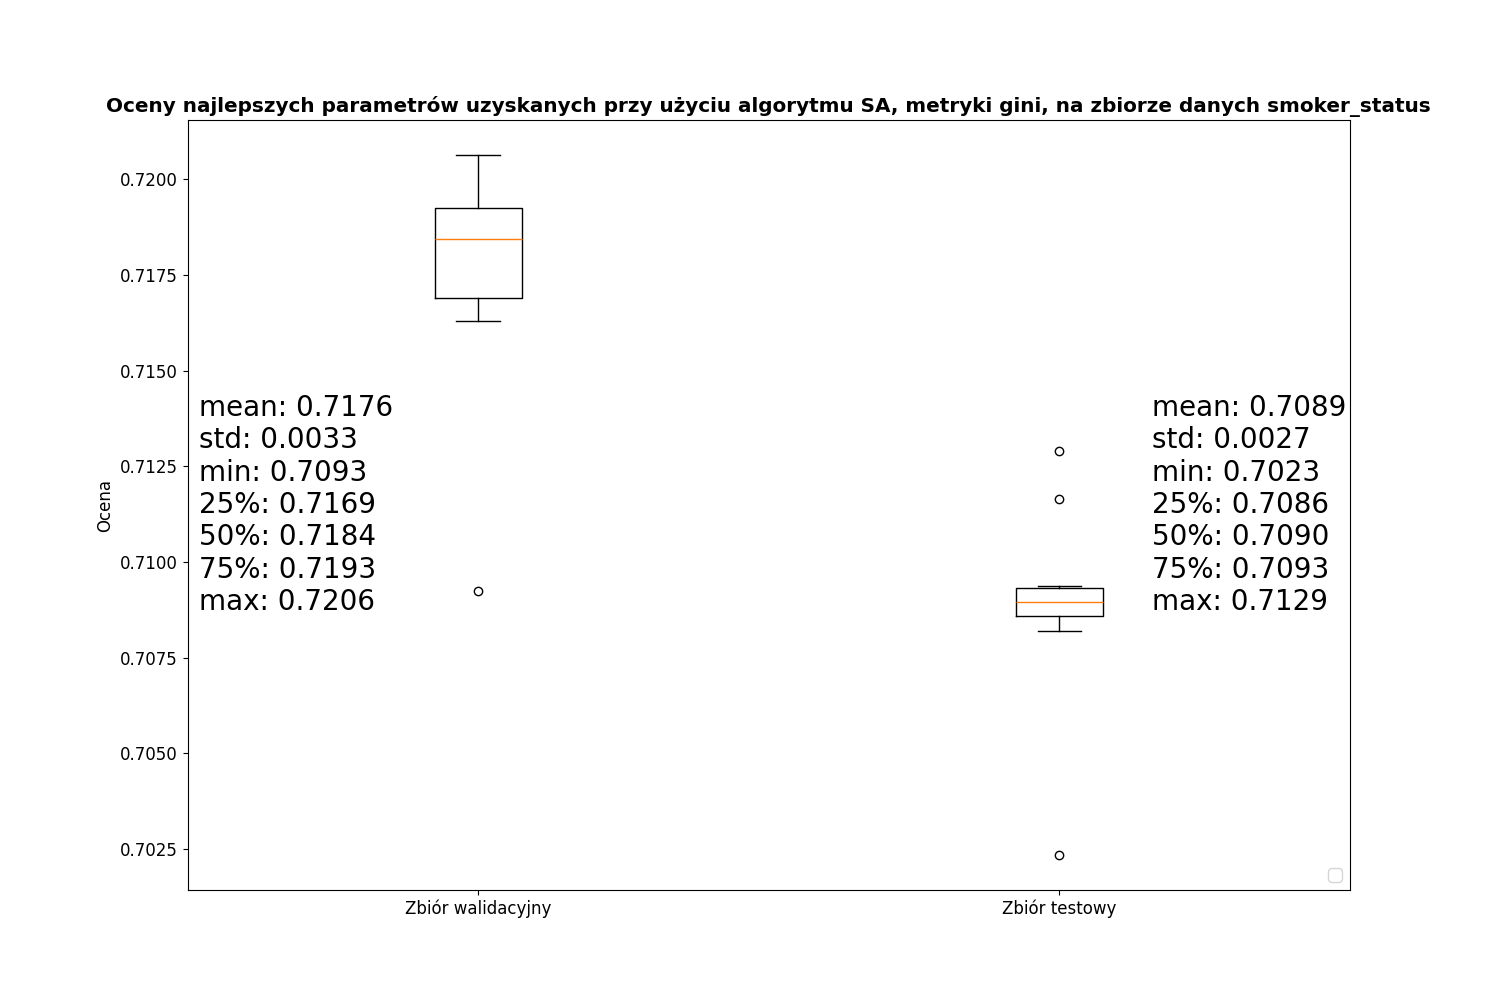 Oceny najlepszych parametrów uzyskanych przy użyciu algorytmu SA, metryki gini, na zbiorze danych smoker_status
Ocena
0.7200
0.7175
0.7150
0.7125
0.7100
0.7075
0.7050
0.7025
mean: 0.7176
std: 0.0033
min: 0.7093
25%: 0.7169
50%: 0.7184
75%: 0.7193
max: 0.7206
mean: 0.7089
std: 0.0027
min: 0.7023
25%: 0.7086
50%: 0.7090
75%: 0.7093
max: 0.7129
Zbiór walidacyjny
Zbiór testowy